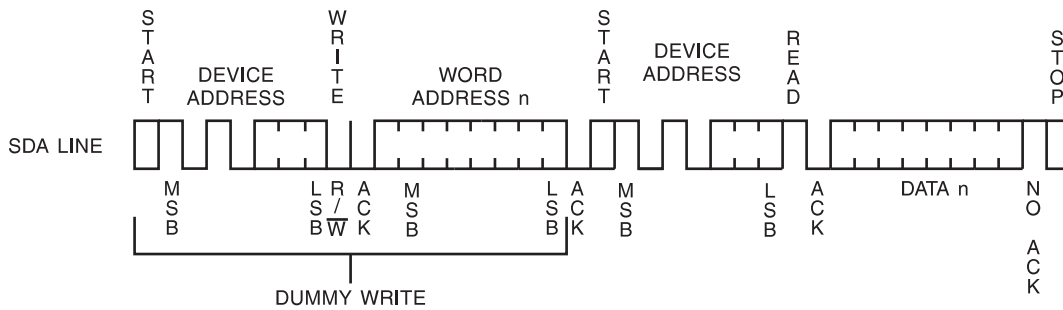 START
DEVICE
ADDRESS
WRITE
WORD
ADDRESS n
START
DEVICE
ADDRESS
READ
STOP
SDA LINE
MSB
LSB
R/W
ACK
MSB
LSB
ACK
MSB
LSB
ACK
DATA n
NO ACK
DUMMY WRITE